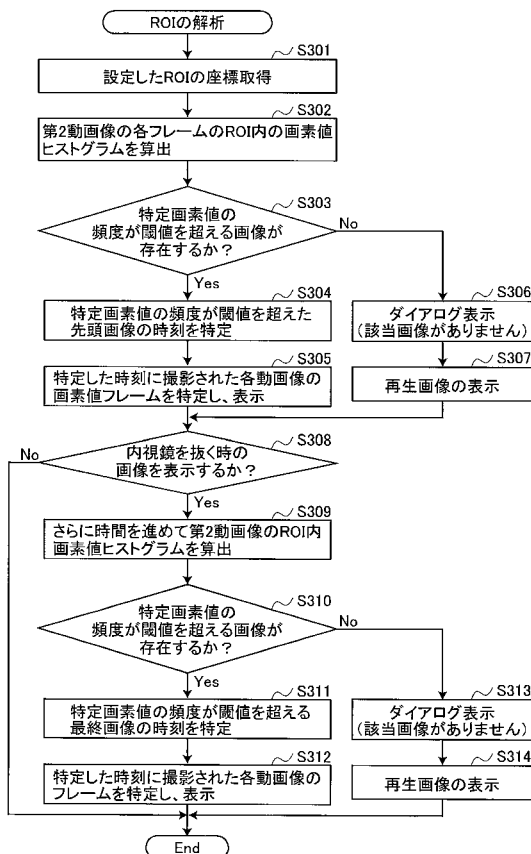 ROIの解析
S301
設定したROIの座標取得
S302
第2動画像の各フレームのROI内の画素値
ヒストグラムを算出
S303
特定画素値の
頻度が閾値を超える画像が
存在するか?
No
Yes
S304
特定画素値の頻度が閾値を超えた
先頭画像の時刻を特定
S306
ダイアログ表示
(該当画像がありません)
S305
特定した時刻に撮影された各動画像の
画素値フレームを特定し、表示
S307
再生画像の表示
S308
内視鏡を抜く時の
画像を表示するか?
No
Yes
S309
さらに時間を進めて第2動画像のROI内
画素値ヒストグラムを算出
S310
特定画素値の
頻度が閾値を超える画像が
存在するか?
No
Yes
S311
特定画素値の頻度が閾値を超える
最終画像の時刻を特定
S313
ダイアログ表示
(該当画像がありません)
S312
特定した時刻に撮影された各動画像の
フレームを特定し、表示
S314
再生画像の表示
End